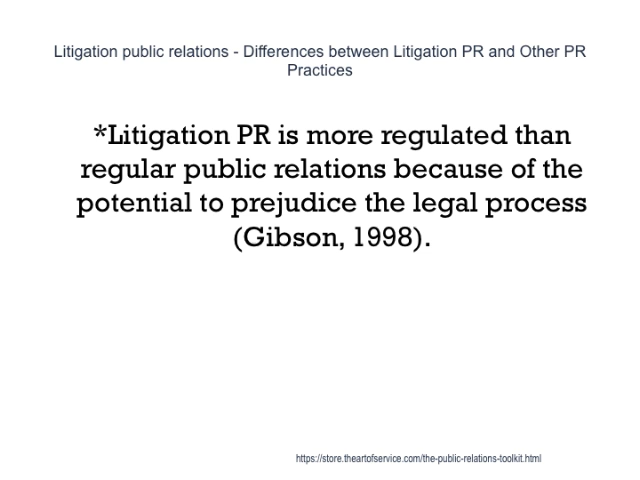 Litigation public relations - Differences between Litigation PR and Other PR
Practices
*Litigation PR is more regulated than
regular public relations because of the
potential to prejudice the legal process
(Gibson, 1998).
https://store.theartofservice.com/the-public-relations-toolkit.html